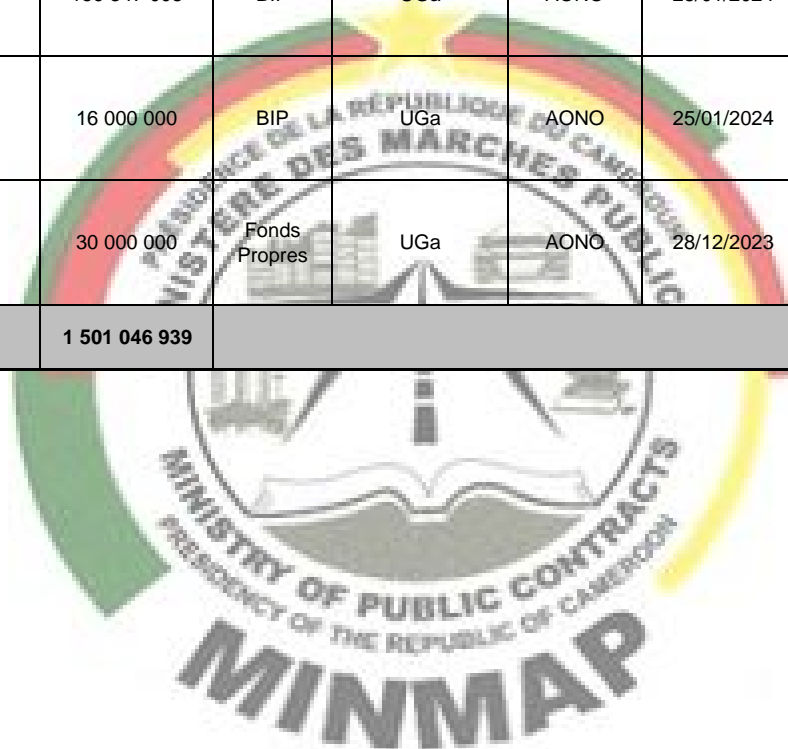 16 000 000 BIP UGa AONO 25/01/2024
30 000 000 Fonds Propres UGa AONO 28/12/2023
1 501 046 939
PRÉSIDENCE DE LA RÉPUBLIQUE DU CAMEROUN
MINISTERE DES MARCHES PUBLICS
MINISTRY OF PUBLIC CONTRACTS
PRESIDENCY OF THE REPUBLIC OF CAMEROON
MINMAP